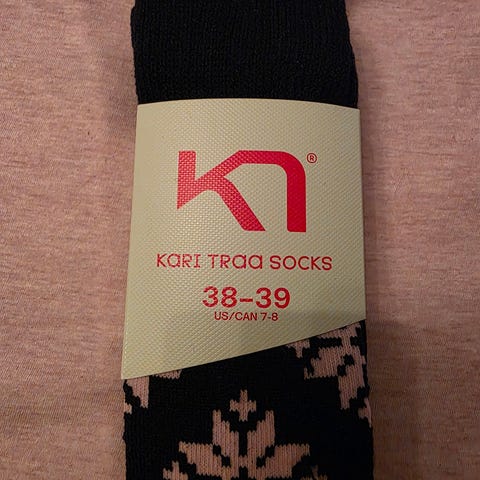 ®
KARI TRAA SOCKS
38-39
US/CAN 7-8